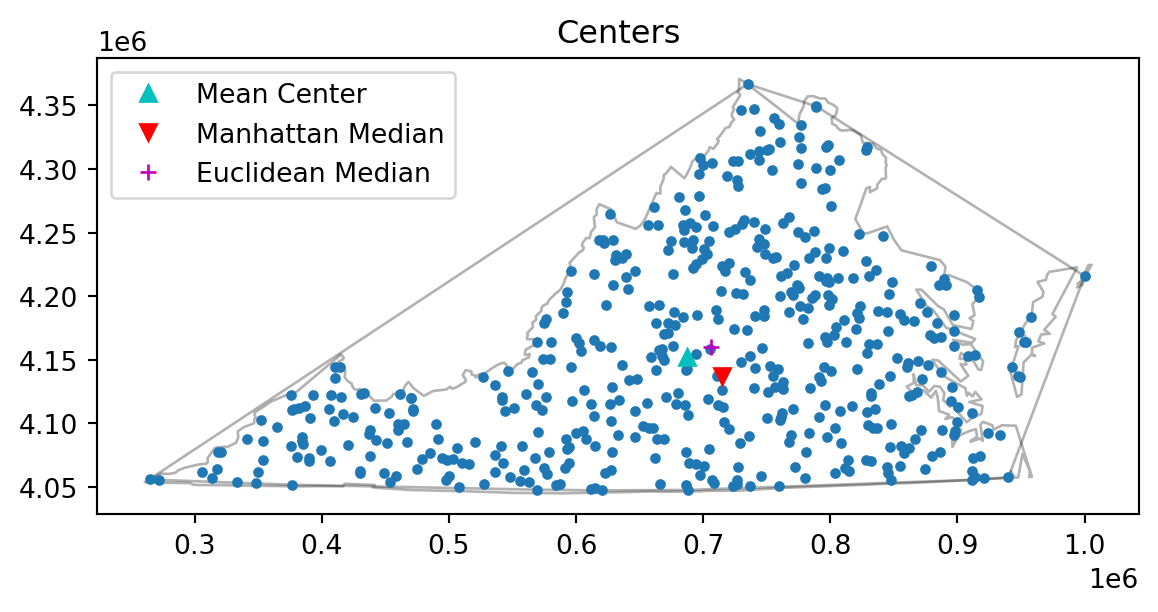 Centers
1e6
Mean Center
Manhattan Median
Euclidean Median
4.35
4.30
4.25
4.20
4.15
4.10
4.05
0.3 0.4 0.5 0.6 0.7 0.8 0.9 1.0
1e6